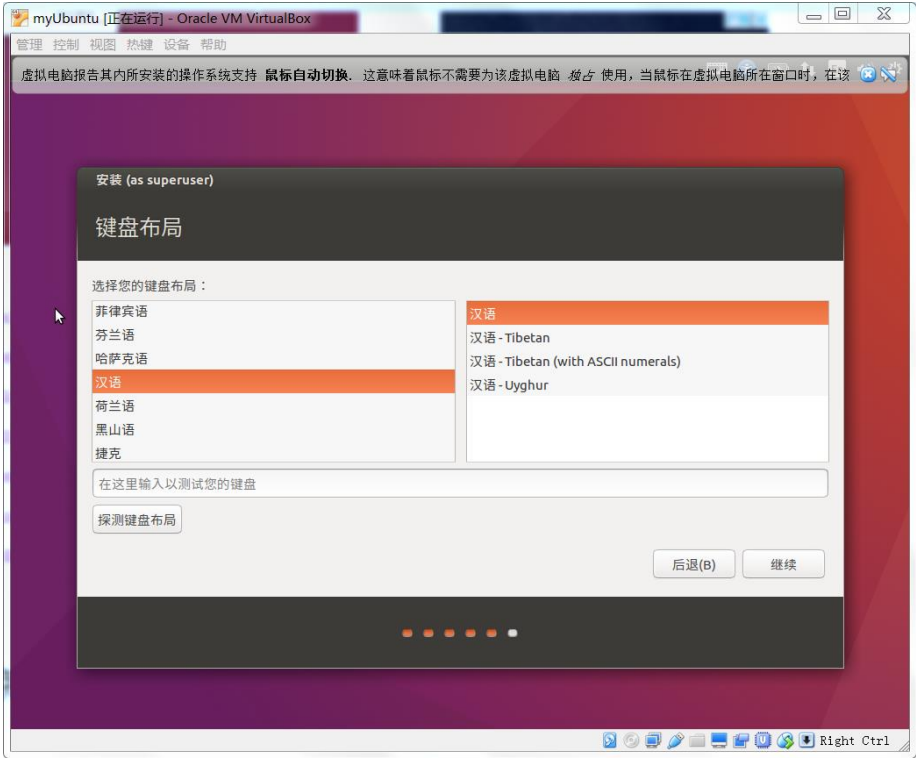 myUbuntu [正在运行] - Oracle VM VirtualBox
管理 控制 视图 热键 设备 帮助
虚拟电脑报告其内所安装的操作系统支持 鼠标自动切换. 这意味着鼠标不需要为该虚拟电脑 独占 使用，当鼠标在虚拟电脑所在窗口时，在该
安装 (as superuser)
键盘布局
选择您的键盘布局：
菲律宾语
芬兰语
哈萨克语
汉语
荷兰语
黑山语
捷克
汉语
汉语 - Tibetan
汉语 - Tibetan (with ASCII numerals)
汉语 - Uyghur
在这里输入以测试您的键盘
探测键盘布局
后退(B)
继续
Right Ctrl